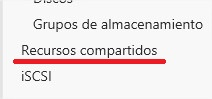 Discos
Grupos de almacenamiento
Recursos compartidos
iSCSI